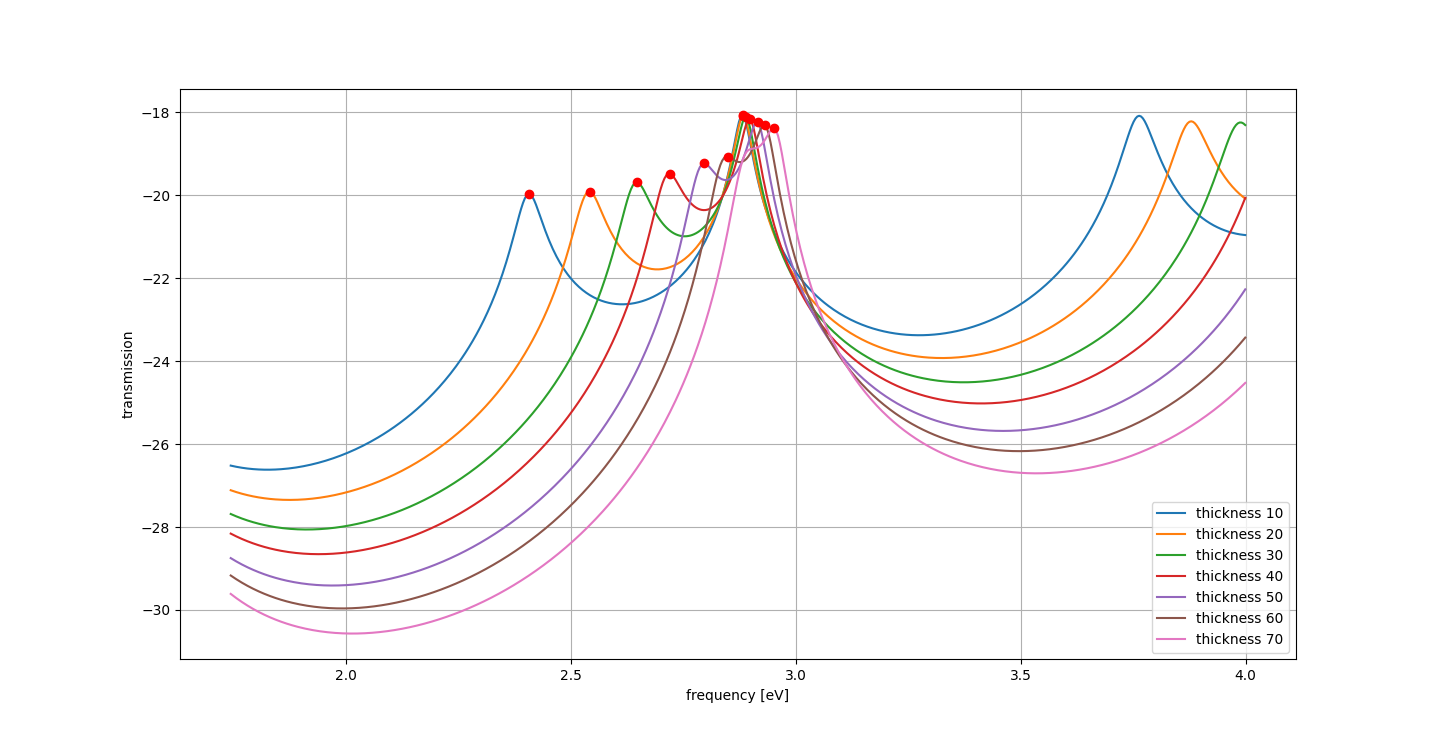 −18
−20
−22
−24
−26
−28
−30
transmission
2.0
2.5
3.0
3.5
4.0
frequency [eV]
thickness 10
thickness 20
thickness 30
thickness 40
thickness 50
thickness 60
thickness 70